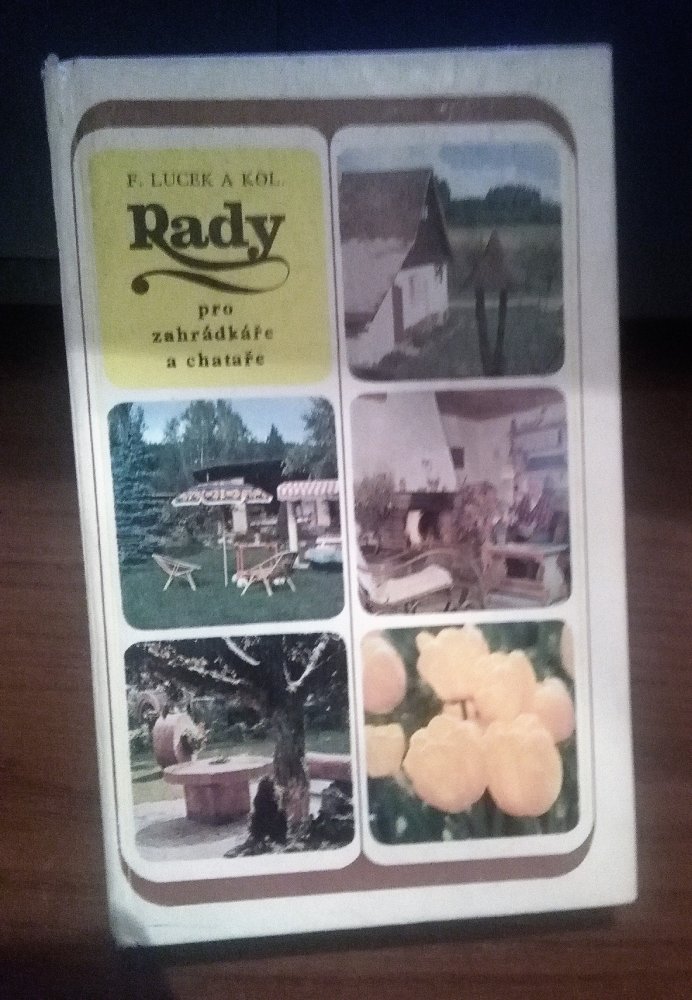 F. LUCEK A KOL.
Rady
pro
zahrádkáře
a chataře